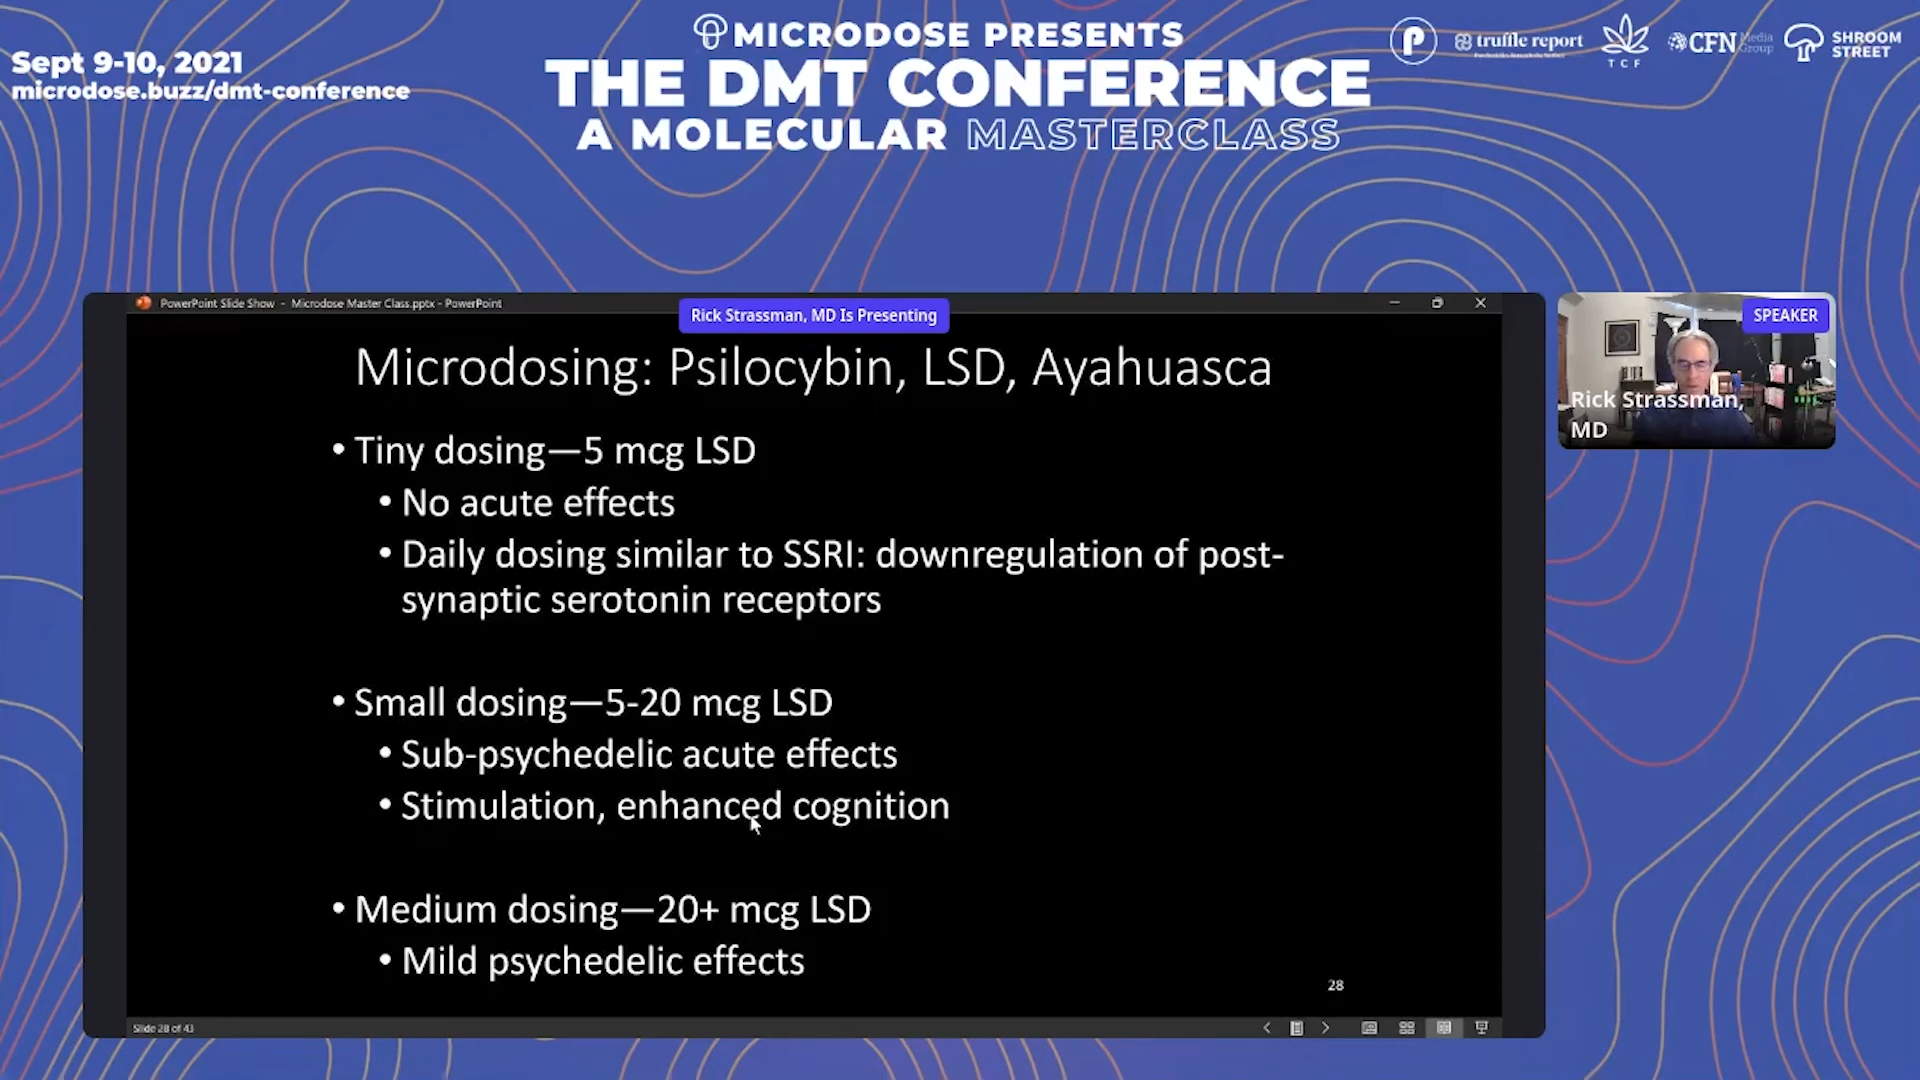 Sept 9-10, 2021
microdose.buzz/dmt-conference
MICRODOSE PRESENTS
THE DMT CONFERENCE
A MOLECULAR MASTERCLASS
P
truffle report
TCF
CFN Media Group
SHROOM STREET
PowerPoint Slide Show - Microdose Master Class.pptx - PowerPoint
Rick Strassman, MD Is Presenting
SPEAKER
Rick Strassman,
MD
Microdosing: Psilocybin, LSD, Ayahuasca
• Tiny dosing—5 mcg LSD
• No acute effects
• Daily dosing similar to SSRI: downregulation of post-
synaptic serotonin receptors
• Small dosing—5-20 mcg LSD
• Sub-psychedelic acute effects
• Stimulation, enhanced cognition
• Medium dosing—20+ mcg LSD
• Mild psychedelic effects
28
Slide 28 of 43